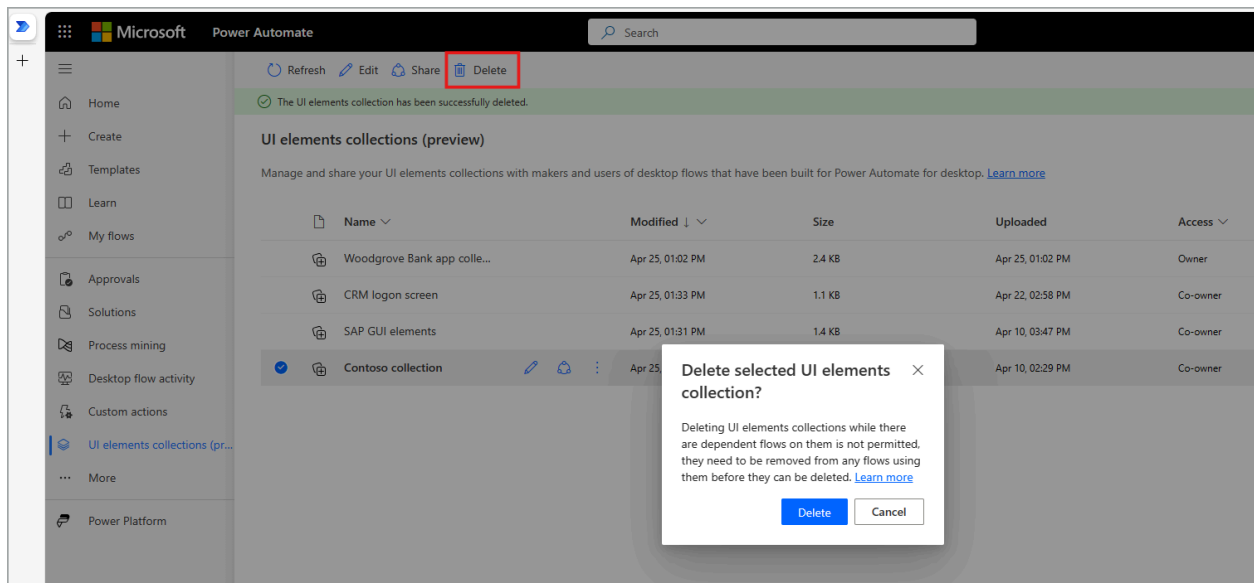 Microsoft Power Automate Search
Refresh Edit Share Delete
The UI elements collection has been successfully deleted.
Home
Create
Templates
Learn
My flows
Approvals
Solutions
Process mining
Desktop flow activity
Custom actions
UI elements collections (pr...
More
Power Platform
UI elements collections (preview)
Manage and share your UI elements collections with makers and users of desktop flows that have been built for Power Automate for desktop. Learn more
Name Modified ↓ Size Uploaded Access
Woodgrove Bank app colle... Apr 25, 01:02 PM 2.4 KB Apr 25, 01:02 PM Owner
CRM logon screen Apr 25, 01:33 PM 1.1 KB Apr 22, 02:58 PM Co-owner
SAP GUI elements Apr 25, 01:31 PM 1.4 KB Apr 10, 03:47 PM Co-owner
Contoso collection Apr 25, Apr 10, 02:29 PM Co-owner
Delete selected UI elements
collection?
Deleting UI elements collections while there
are dependent flows on them is not permitted,
they need to be removed from any flows using
them before they can be deleted. Learn more
Delete Cancel